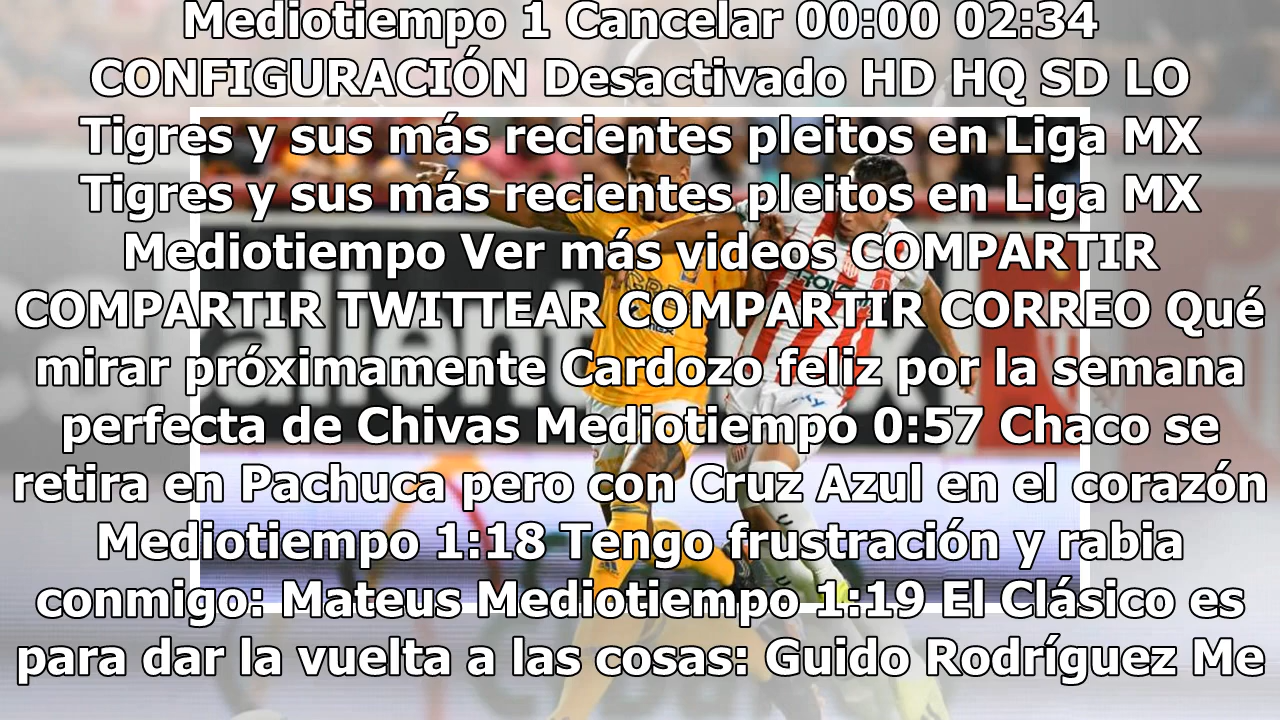 Mediotiempo 1 Cancelar 00:00 02:34
CONFIGURACIÓN Desactivado HD HQ SD LO
Tigres y sus más recientes pleitos en Liga MX
Tigres y sus más recientes pleitos en Liga MX
Mediotiempo Ver más videos COMPARTIR
COMPARTIR TWITTEAR COMPARTIR CORREO Qué
mirar próximamente Cardozo feliz por la semana
perfecta de Chivas Mediotiempo 0:57 Chaco se
retira en Pachuca pero con Cruz Azul en el corazón
Mediotiempo 1:18 Tengo frustración y rabia
conmigo: Mateus Mediotiempo 1:19 El Clásico es
para dar la vuelta a las cosas: Guido Rodríguez Me